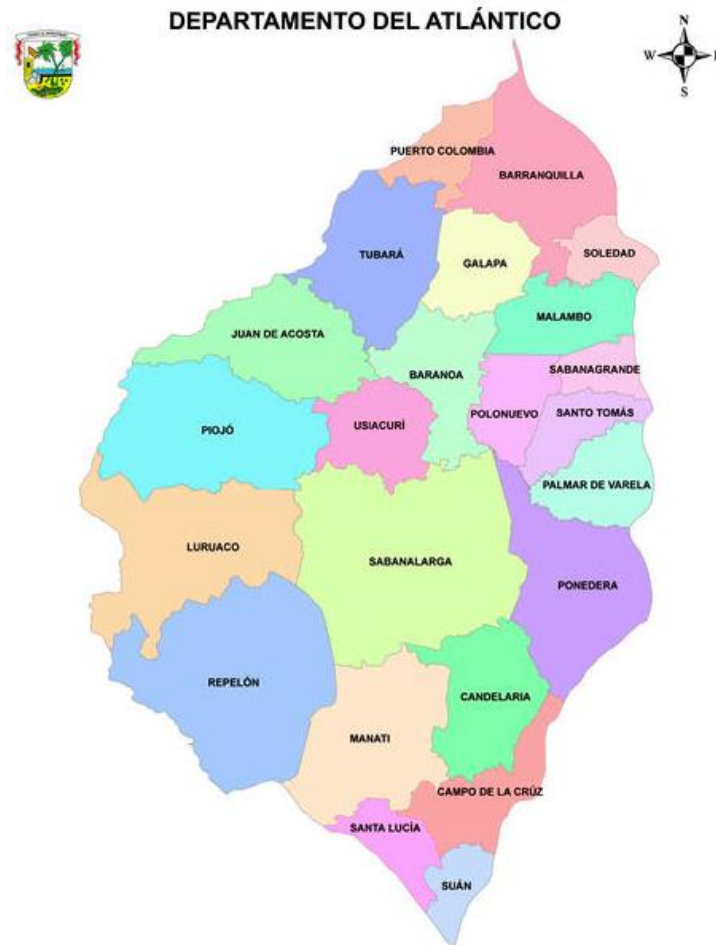 DEPARTAMENTO DEL ATLÁNTICO
N
W
E
S
PUERTO COLOMBIA
BARRANQUILLA
SOLEDAD
TUBARÁ
GALAPA
MALAMBO
JUAN DE ACOSTA
BARANOA
SABANAGRANDE
POLONUEVO
SANTO TOMÁS
USIACURÍ
PIOJÓ
PALMAR DE VARELA
LURUACO
SABANALARGA
PONEDERA
REPELÓN
CANDELARIA
MANATI
CAMPO DE LA CRÚZ
SANTA LUCÍA
SUÁN